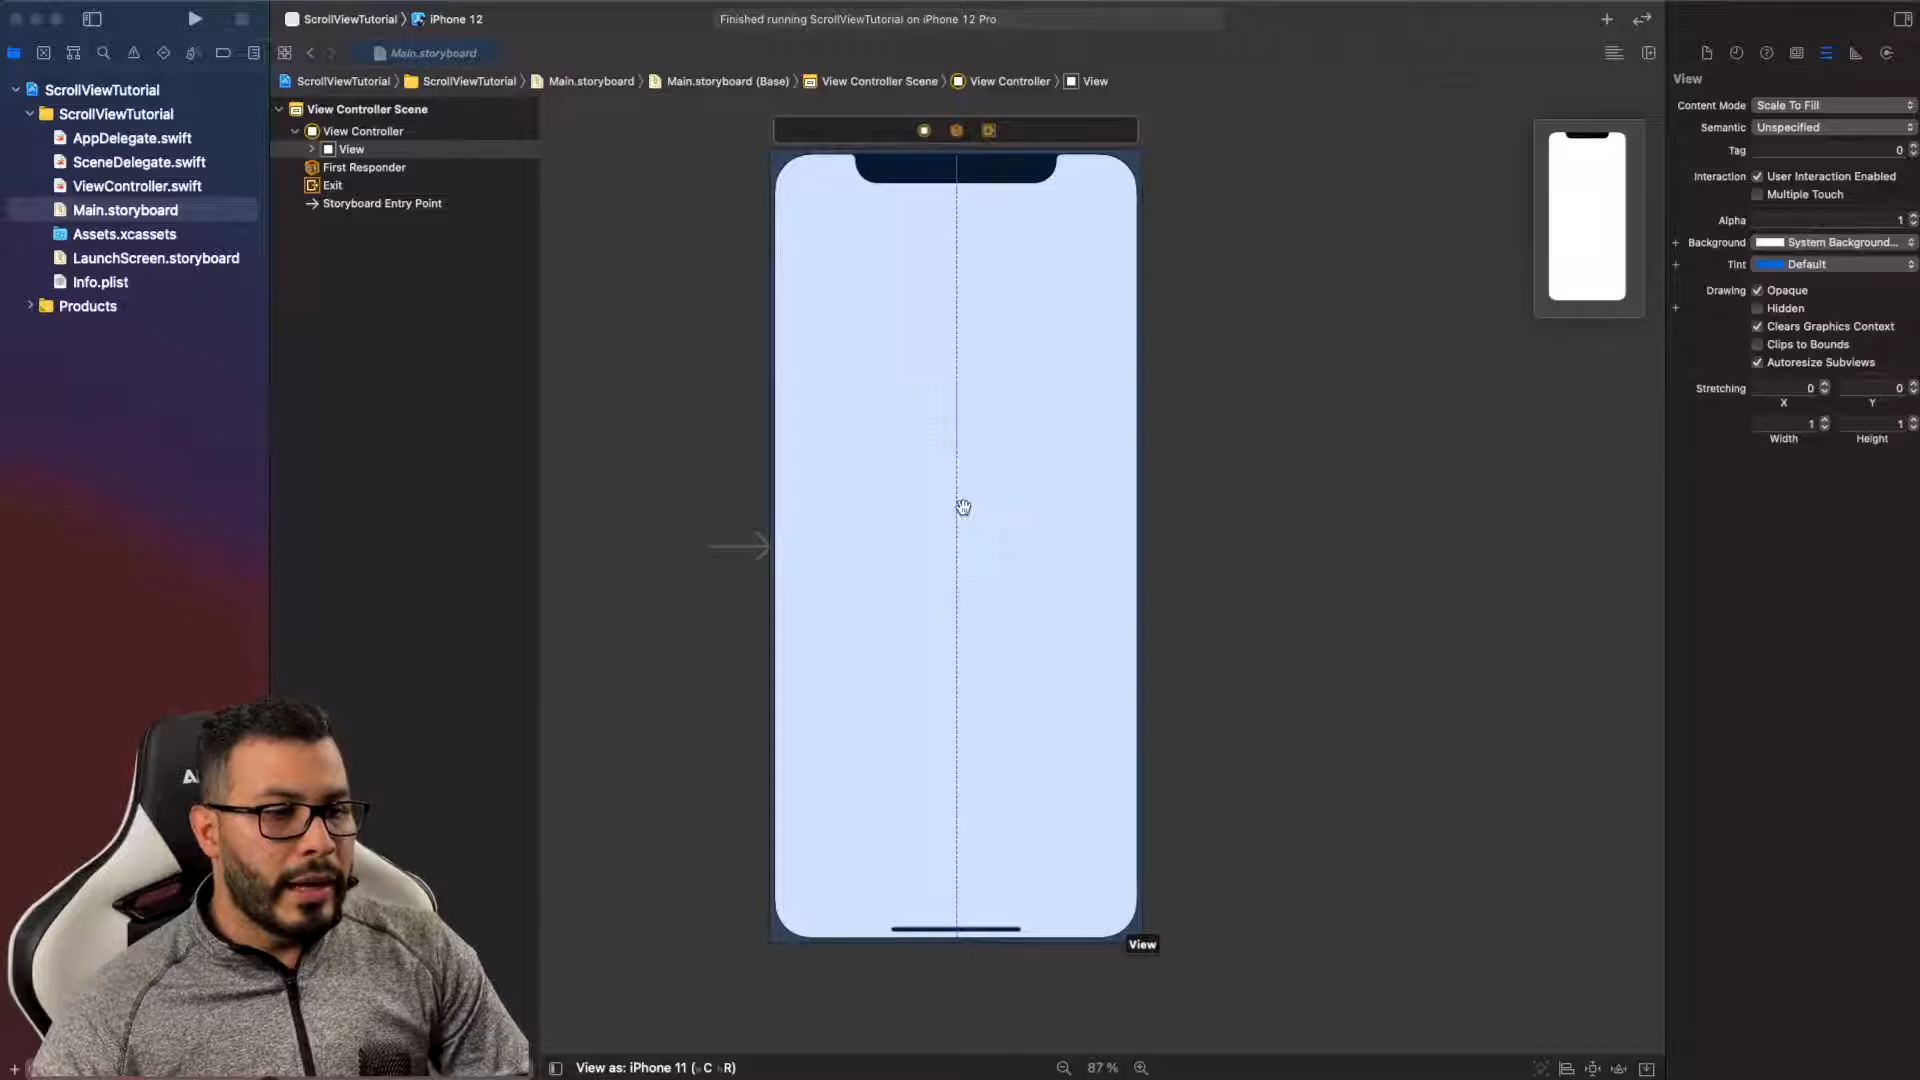 ScrollViewTutorial
iPhone 12
Finished running ScrollViewTutorial on iPhone 12 Pro
Main.storyboard
ScrollViewTutorial
ScrollViewTutorial
Main.storyboard
Main.storyboard (Base)
View Controller Scene
View Controller
View
ScrollViewTutorial
ScrollViewTutorial
AppDelegate.swift
SceneDelegate.swift
ViewController.swift
Main.storyboard
Assets.xcassets
LaunchScreen.storyboard
Info.plist
Products
View Controller Scene
View Controller
View
First Responder
Exit
Storyboard Entry Point
View
View
Content Mode Scale To Fill
Semantic Unspecified
Tag 0
Interaction User Interaction Enabled
Multiple Touch
Alpha 1
Background System Background...
Tint Default
Drawing Opaque
Hidden
Clears Graphics Context
Clips to Bounds
Autoresize Subviews
Stretching 0 0
X Y
1 1
Width Height
View as: iPhone 11 ( C R)
87 %